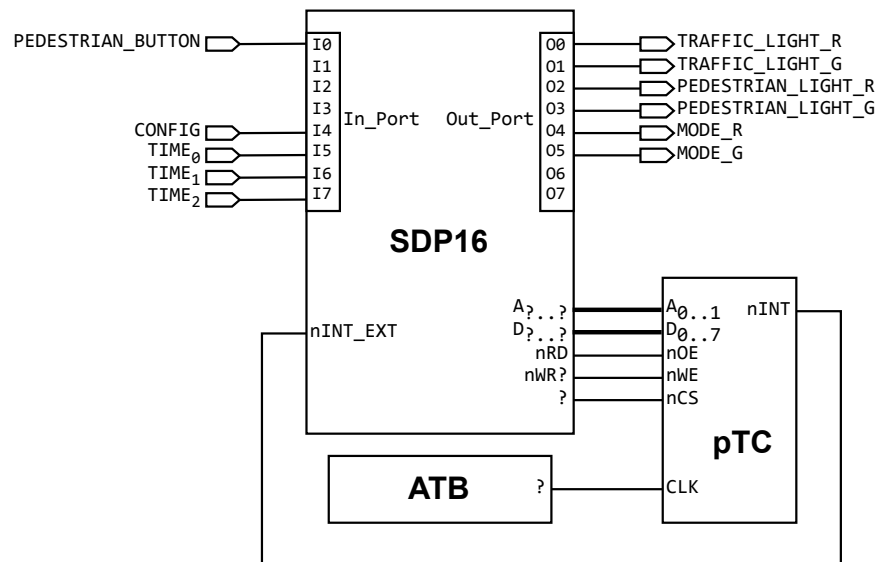 PEDESTRIAN_BUTTON
CONFIG
TIME0
TIME1
TIME2
I0
I1
I2
I3
I4
I5
I6
I7
In_Port
Out_Port
O0
O1
O2
O3
O4
O5
O6
O7
TRAFFIC_LIGHT_R
TRAFFIC_LIGHT_G
PEDESTRIAN_LIGHT_R
PEDESTRIAN_LIGHT_G
MODE_R
MODE_G
SDP16
nINT_EXT
A?..?
D?..?
nRD
nWR?
?
A0..1
D0..7
nOE
nWE
nCS
nINT
pTC
CLK
ATB
?